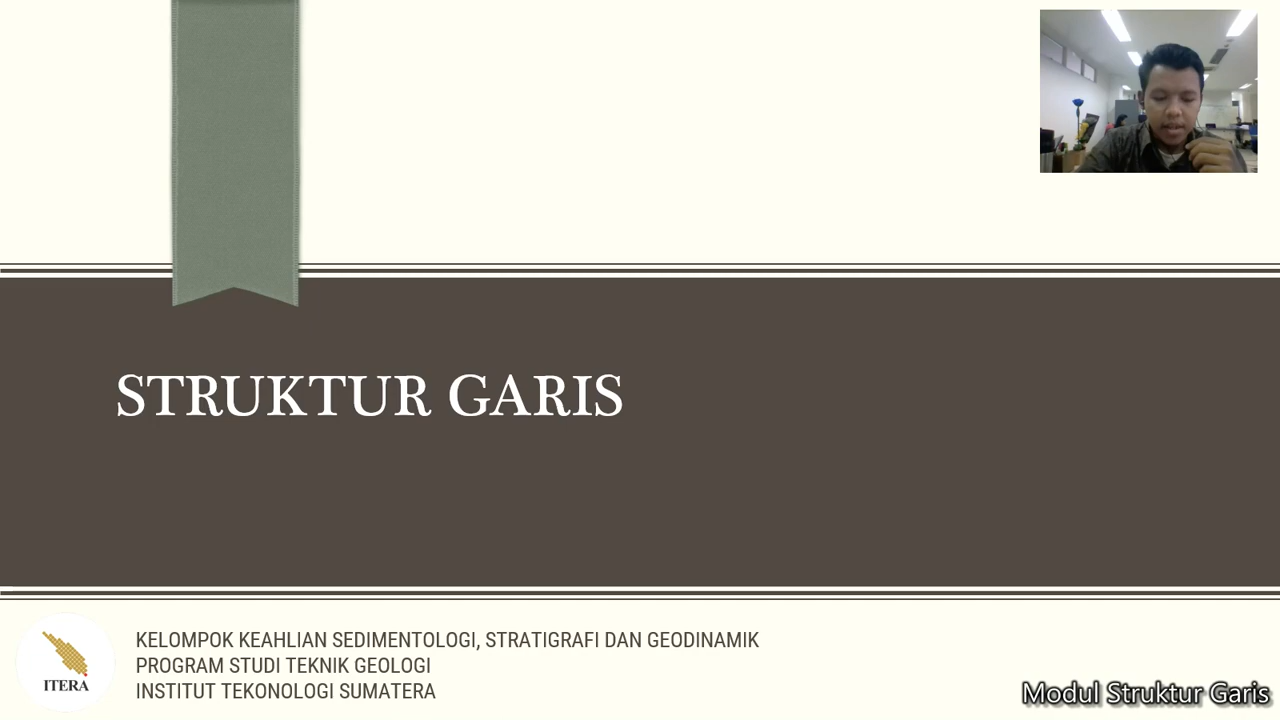 STRUKTUR GARIS
ITERA
KELOMPOK KEAHLIAN SEDIMENTOLOGI, STRATIGRAFI DAN GEODINAMIK
PROGRAM STUDI TEKNIK GEOLOGI
INSTITUT TEKONOLOGI SUMATERA
Modul Struktur Garis